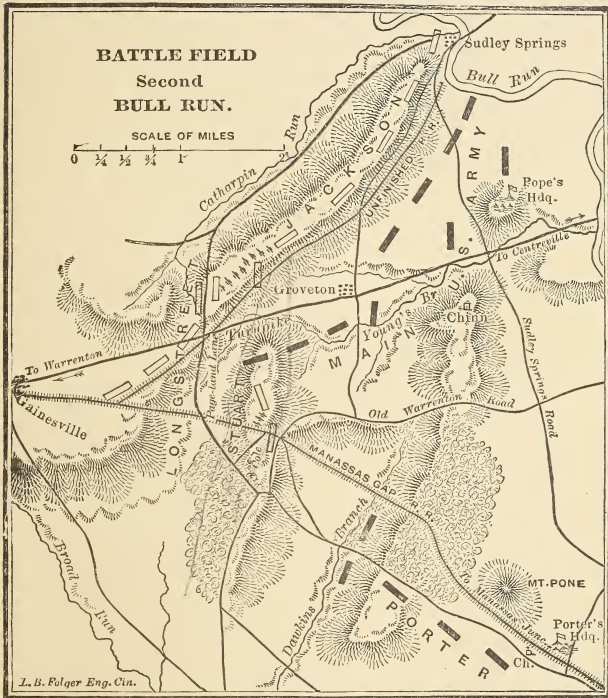 BATTLE FIELD
Second
BULL RUN.
SCALE OF MILES
0 ¼ ½ ¾ 1 2
Sudley Springs
Bull Run
Catharpin Run
JACKSON
UNFINISHED R.R.
Pope's
Hdq.
MAIN U.S. ARMY
To Centreville
Groveton
Turnpike
Young's Br.
Chinn
To Warrenton
Gainesville
LONGSTREET
STUART
Old Warrenton Road
Sudley Springs Road
MANASSAS GAP R.R.
To Manassas Junc.
Broad Run
Dawkins Branch
MT. PONE
PORTER
Porter's
Hdq.
Ch.
L. B. Folger Eng. Cin.